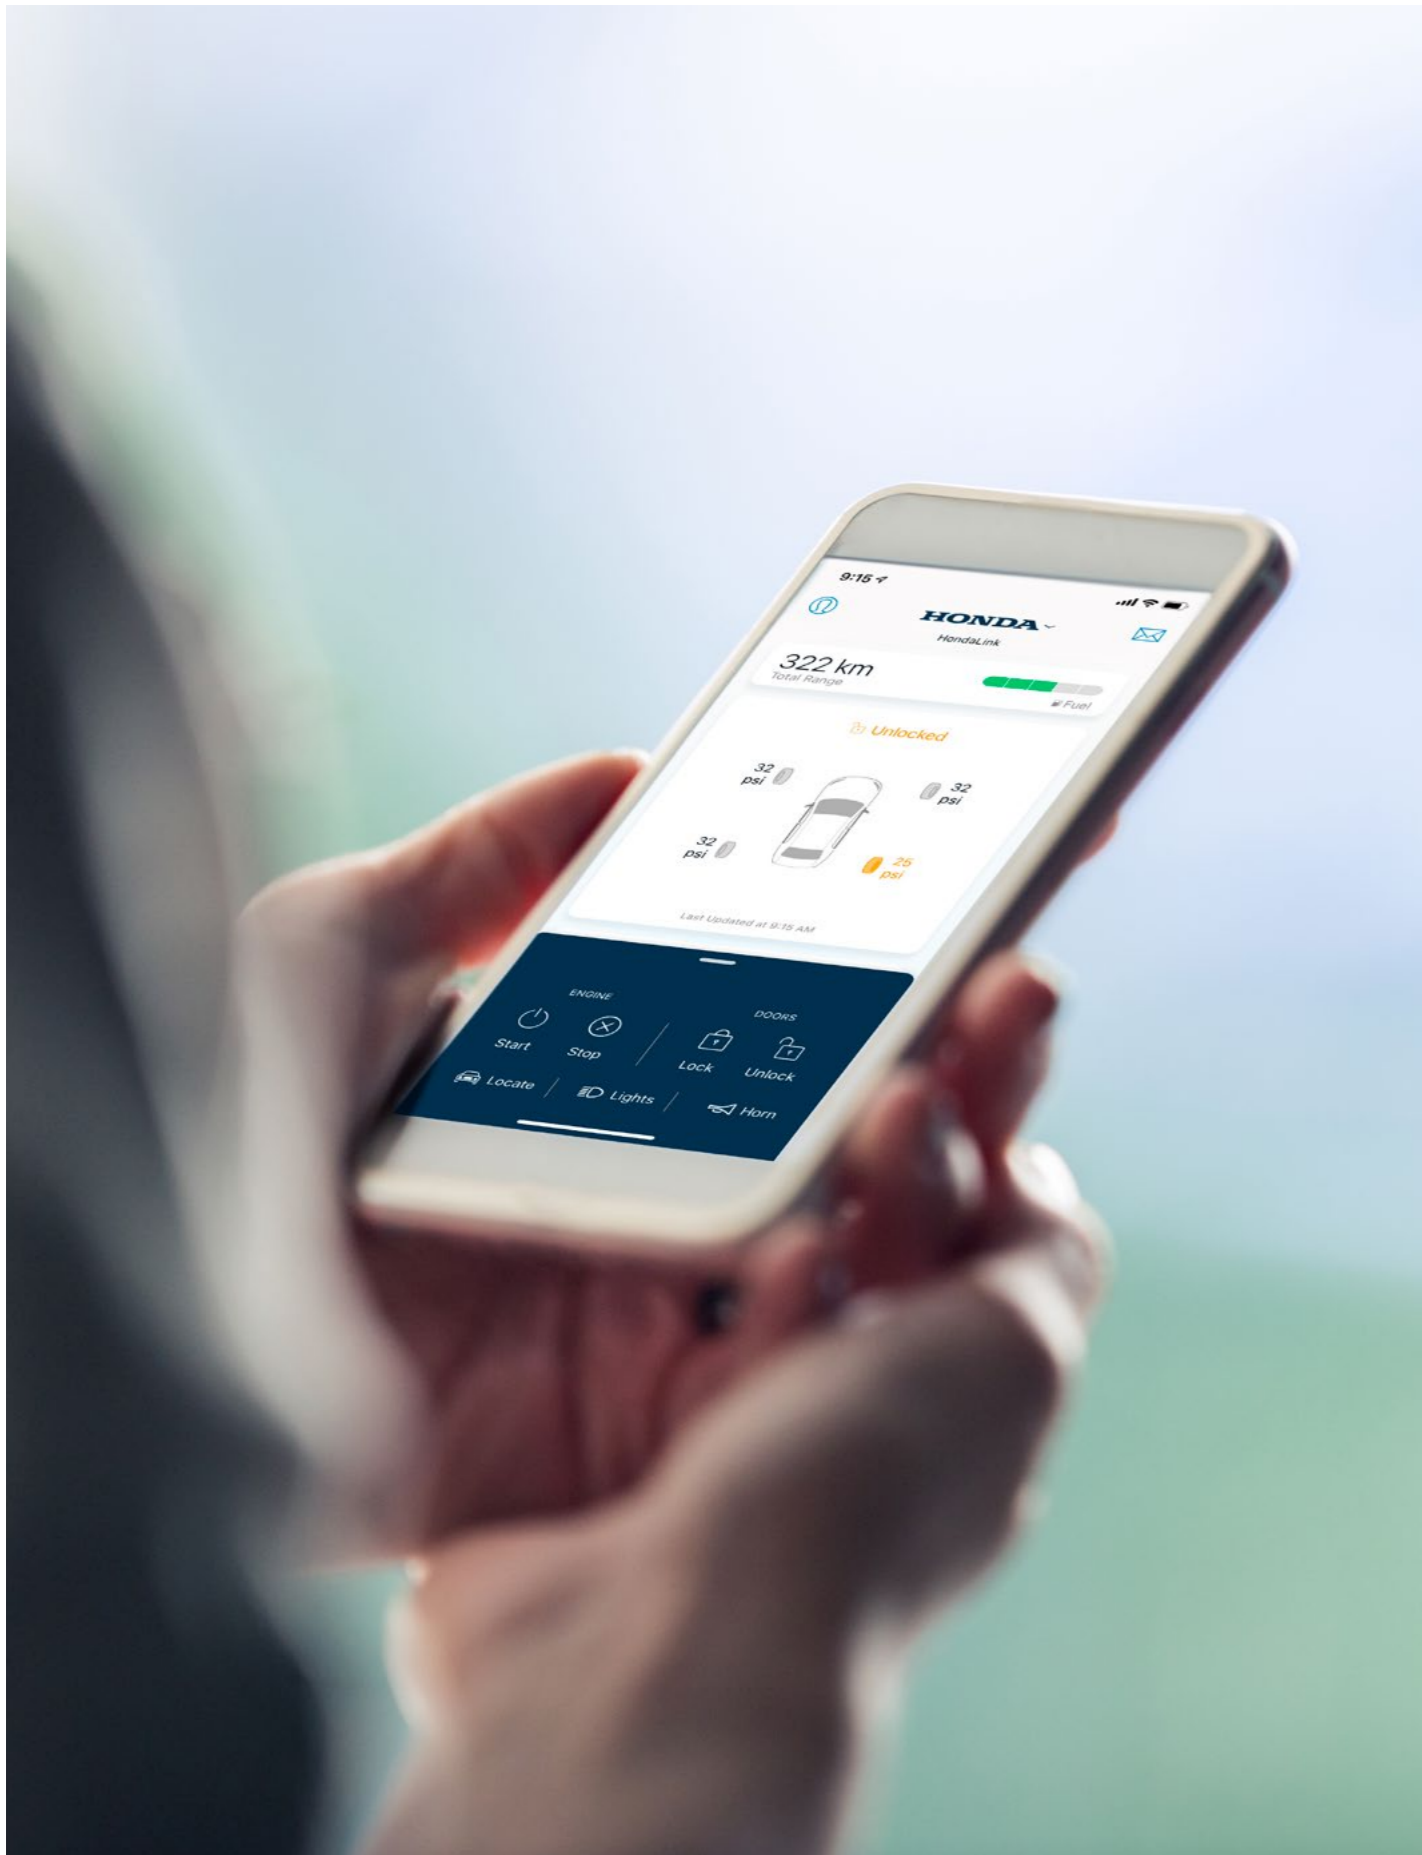 9:15
HONDA
HondaLink
322 km
Total Range
Fuel
Unlocked
32
psi
32
psi
32
psi
25
psi
Last Updated at 9:15 AM
ENGINE
DOORS
Start
Stop
Lock
Unlock
Locate
Lights
Horn